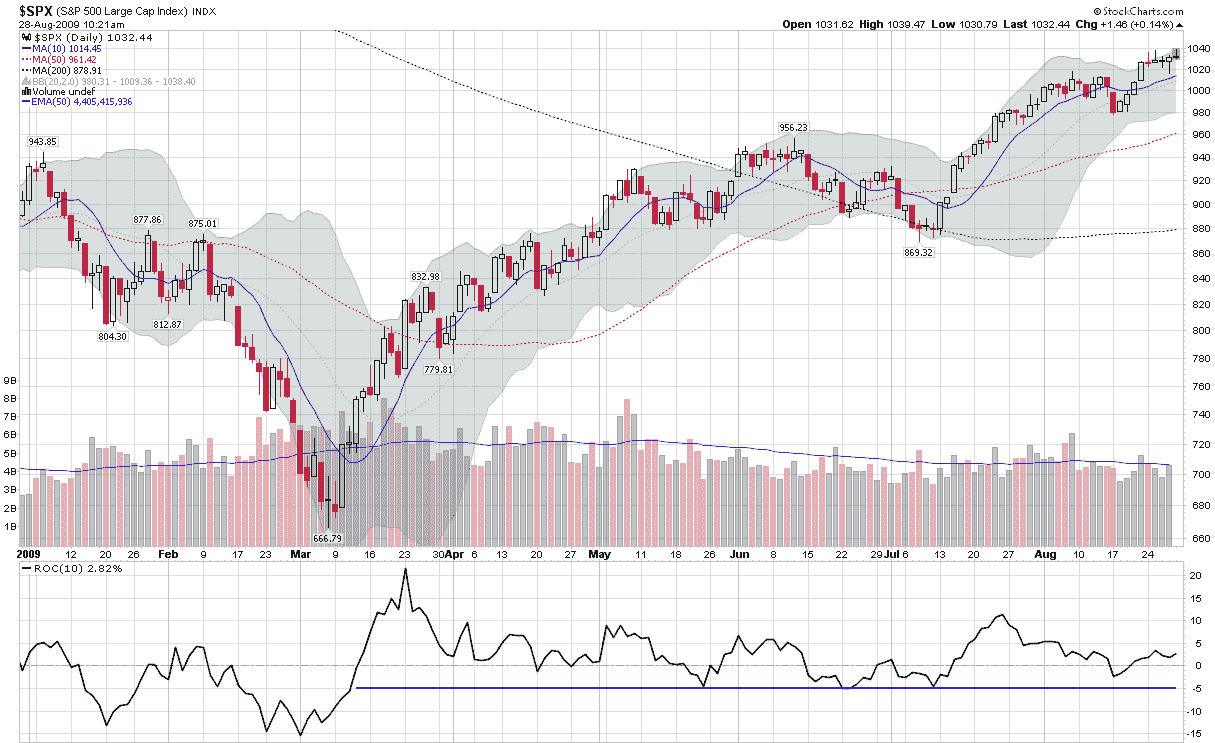 $SPX (S&P 500 Large Cap Index) INDX
© StockCharts.com
28-Aug-2009 10:21am
Open 1031.62 High 1039.47 Low 1030.79 Last 1032.44 Chg +1.46 (+0.14%)
$SPX (Daily) 1032.44
MA(10) 1014.45
MA(50) 961.42
MA(200) 878.91
BB(20,2.0) 980.31 - 1009.36 - 1038.40
Volume undef
EMA(50) 4,405,415,936
1040
1020
1000
980
960
940
920
900
880
860
840
820
800
780
760
740
720
700
680
660
943.85
877.86
875.01
804.30
812.87
832.98
779.81
666.79
956.23
869.32
9B
8B
7B
6B
5B
4B
3B
2B
1B
2009 12 20 26 Feb 9 17 23 Mar 9 16 23 30 Apr 6 13 20 27 May 11 18 26 Jun 8 15 22 29 Jul 6 13 20 27 Aug 10 17 24
ROC(10) 2.82%
20
15
10
5
0
-5
-10
-15